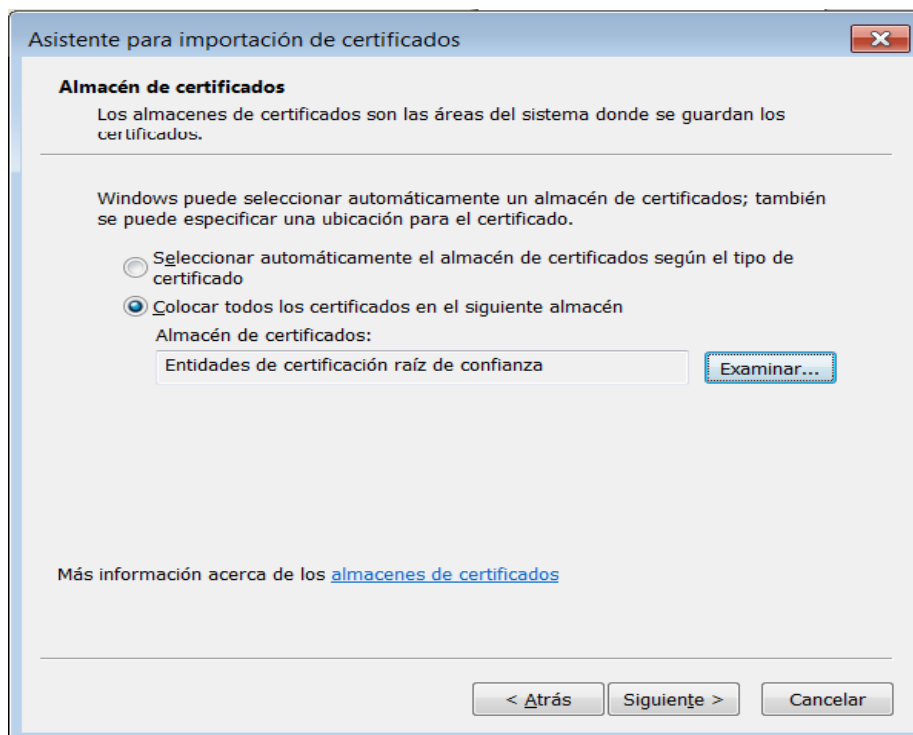 Asistente para importación de certificados
Almacén de certificados
Los almacenes de certificados son las áreas del sistema donde se guardan los
certificados.
Windows puede seleccionar automáticamente un almacén de certificados; también
se puede especificar una ubicación para el certificado.
Seleccionar automáticamente el almacén de certificados según el tipo de
certificado
Colocar todos los certificados en el siguiente almacén
Almacén de certificados:
Entidades de certificación raíz de confianza
Examinar...
Más información acerca de los almacenes de certificados
< Atrás
Siguiente >
Cancelar